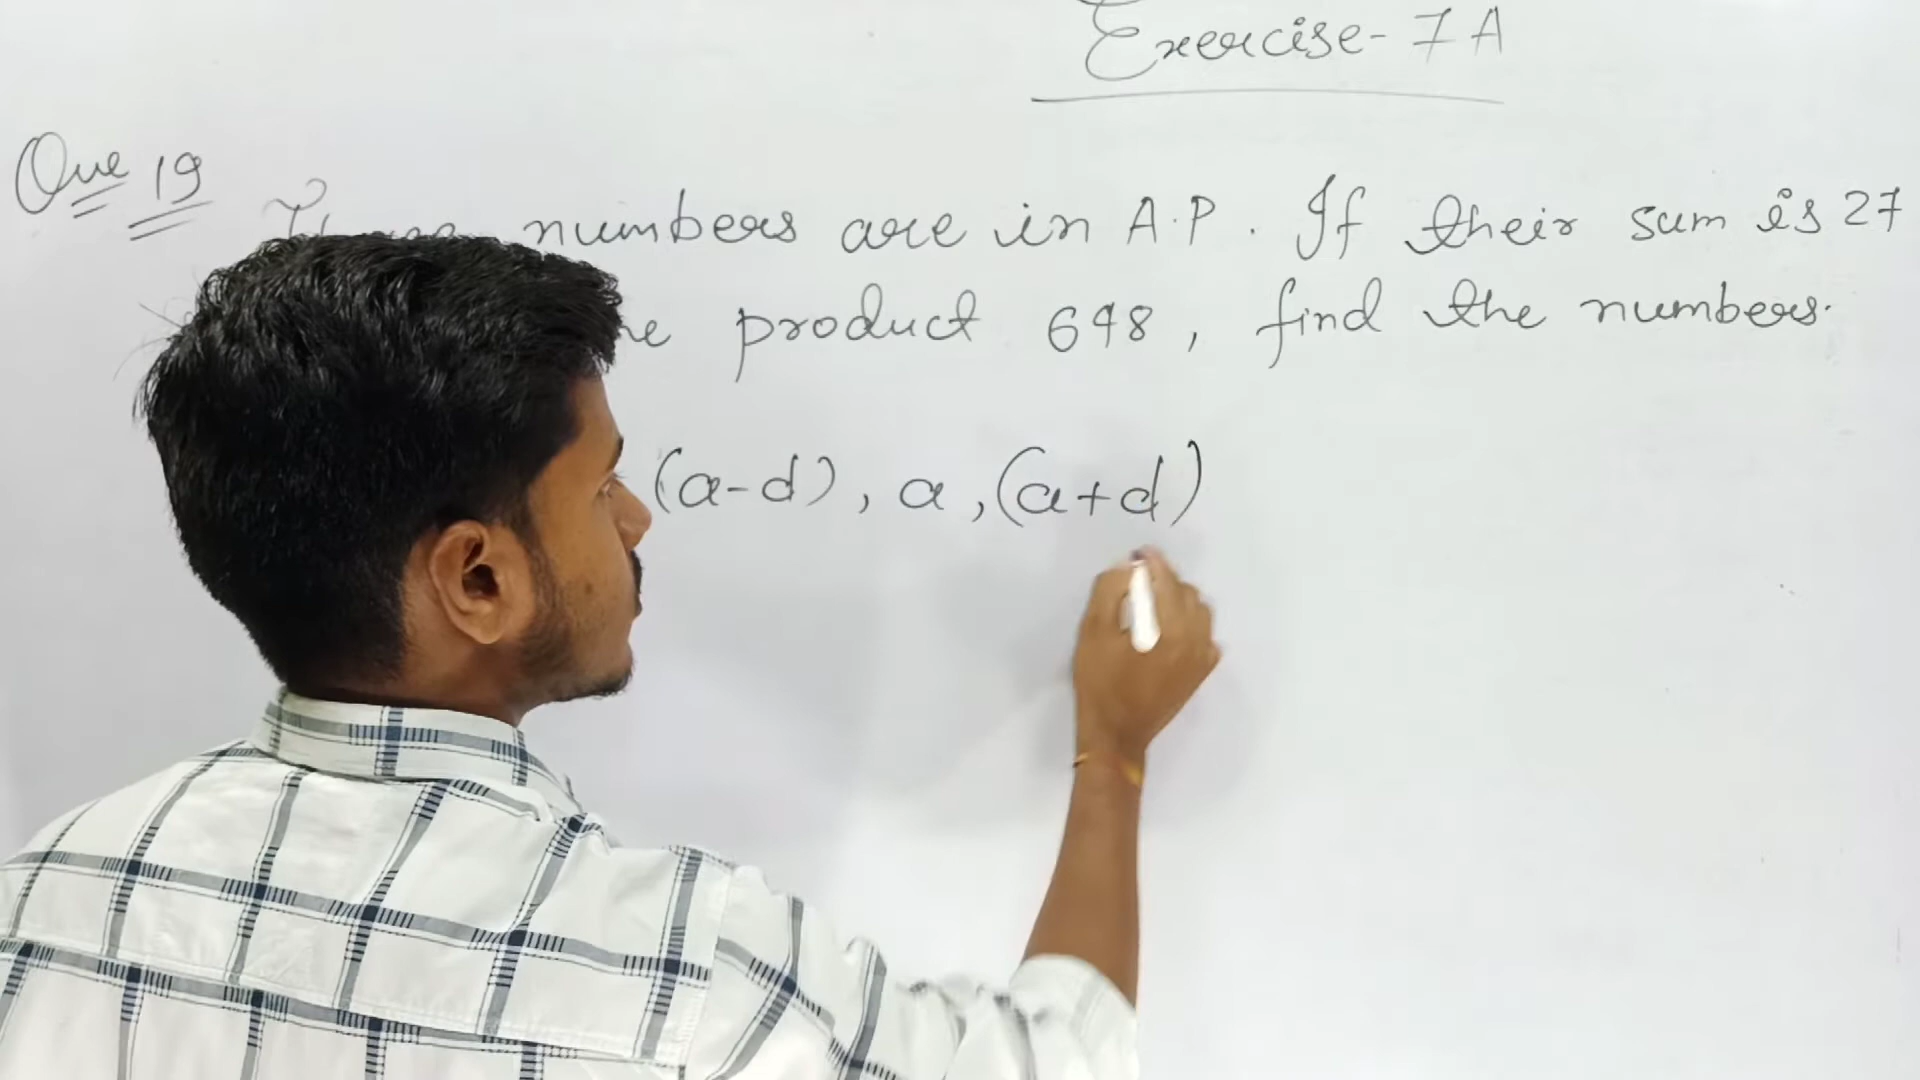 Exercise- 7A
Que 19
numbers are in A.P. If their sum is 27
product 648, find the numbers.
(a-d), a, (a+d)